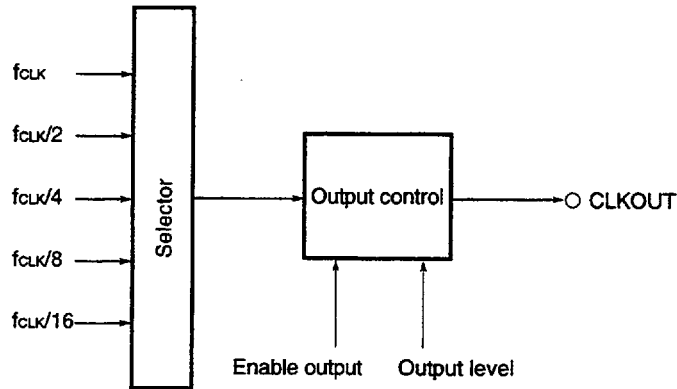 fCLK
fCLK/2
fCLK/4
fCLK/8
fCLK/16
Selector
Output control
CLKOUT
Enable output
Output level